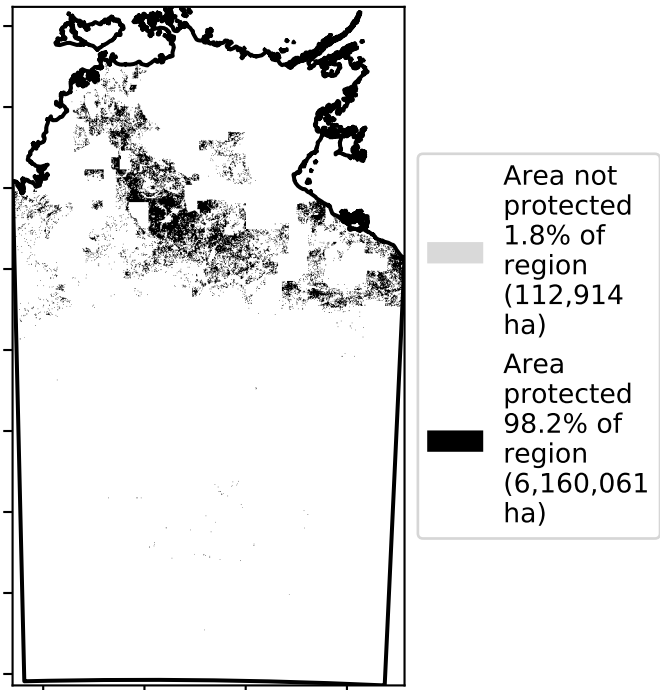 Area not
protected
1.8% of
region
(112,914
ha)
Area
protected
98.2% of
region
(6,160,061
ha)